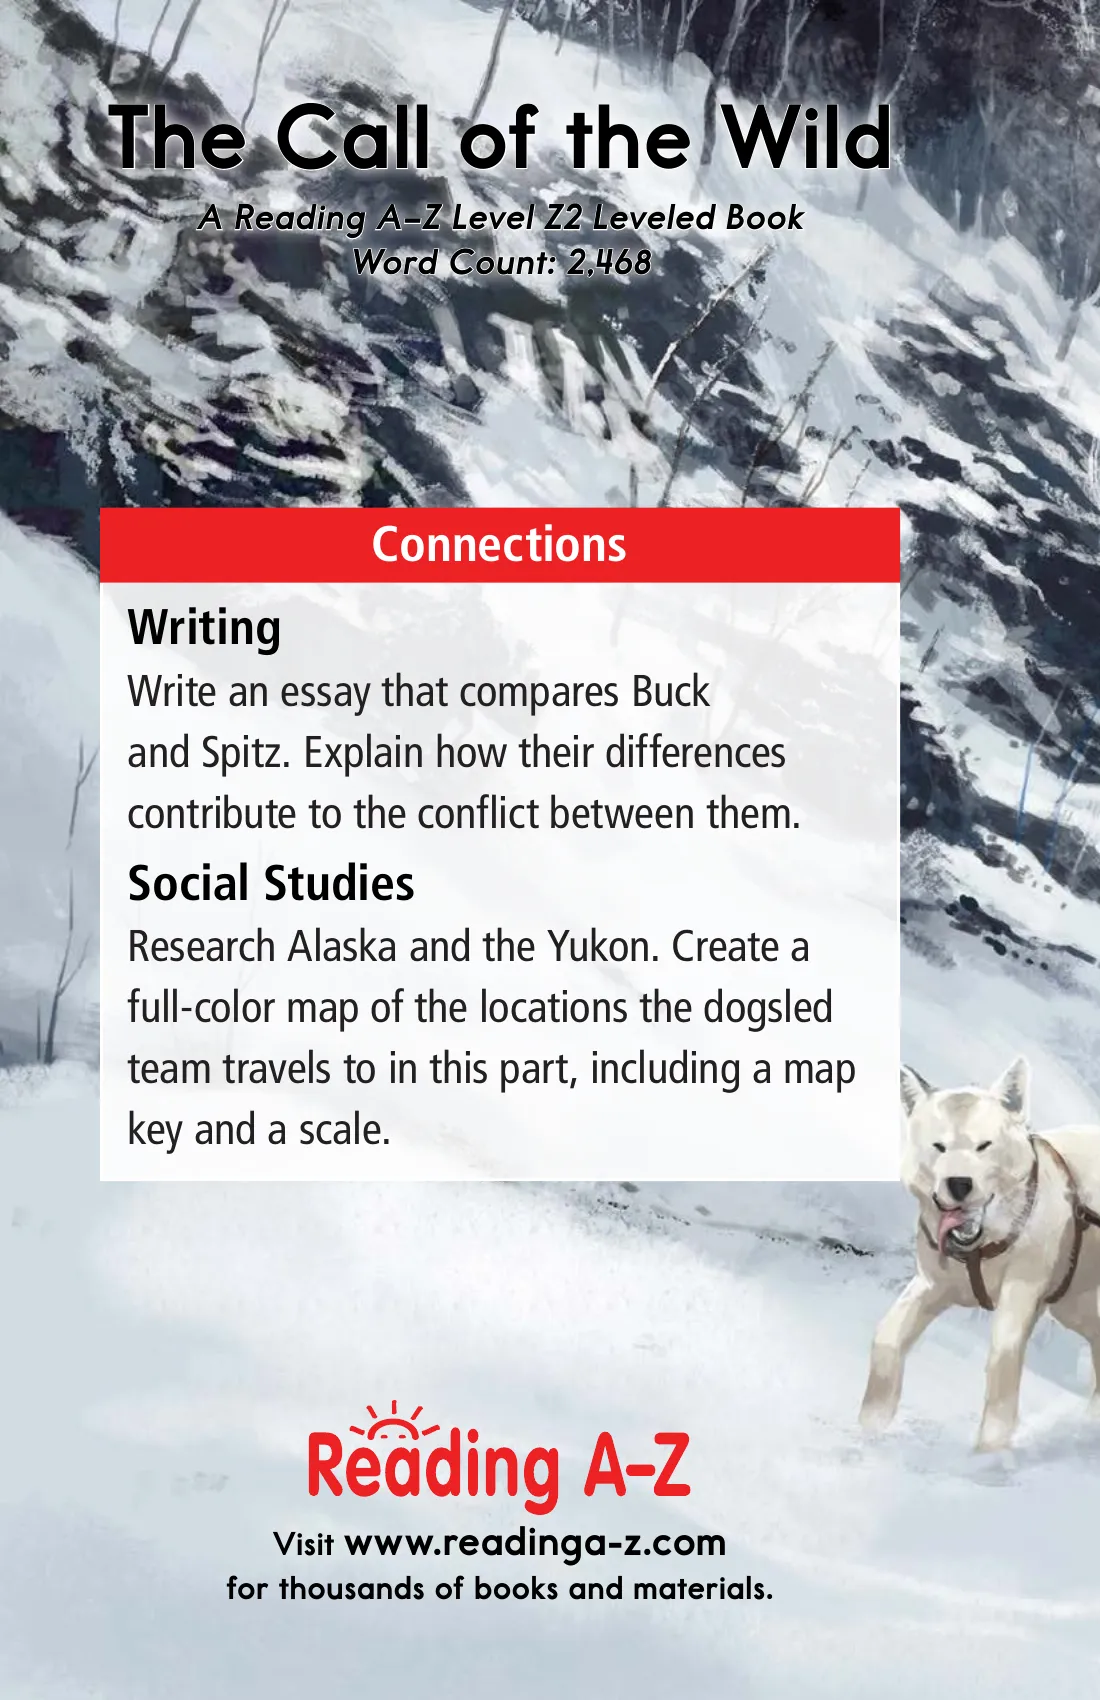 The Call of the Wild
A Reading A–Z Level Z2 Leveled Book
Word Count: 2,468
Connections
Writing
Write an essay that compares Buck
and Spitz. Explain how their differences
contribute to the conflict between them.
Social Studies
Research Alaska and the Yukon. Create a
full-color map of the locations the dogsled
team travels to in this part, including a map
key and a scale.
Reading A–Z
Visit www.readinga-z.com
for thousands of books and materials.